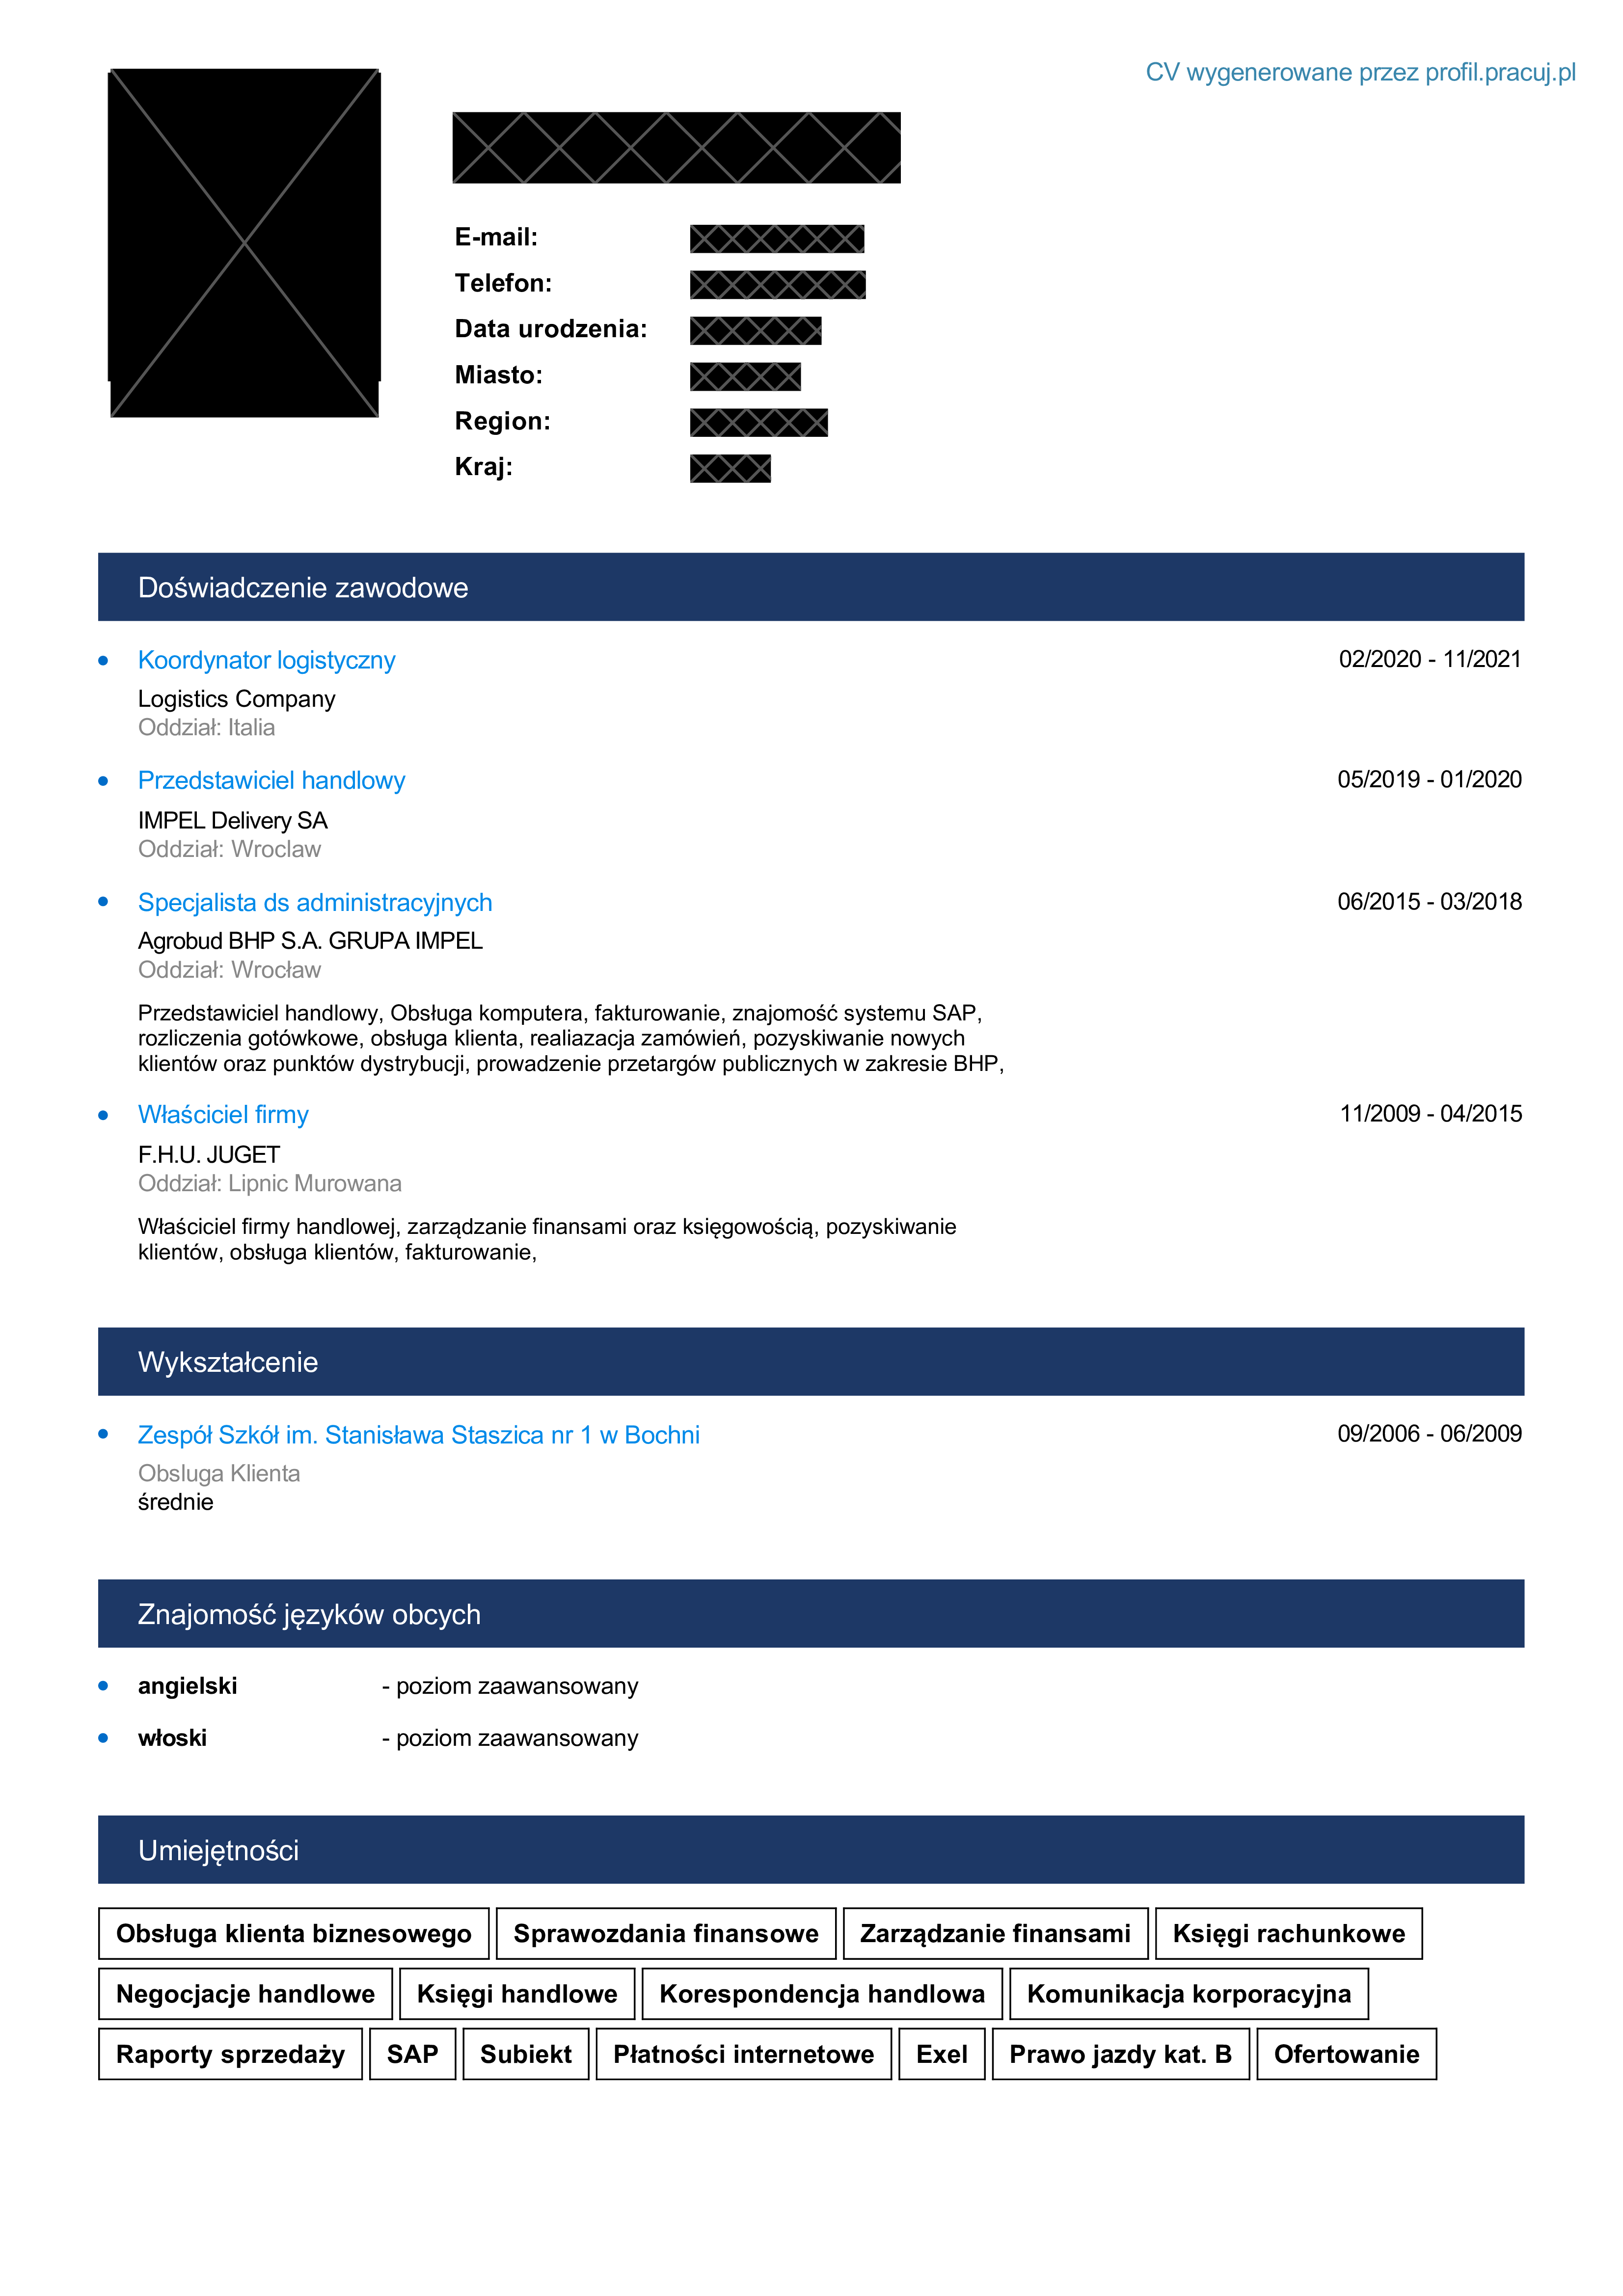 CV wygenerowane przez profil.pracuj.pl
E-mail:
Telefon:
Data urodzenia:
Miasto:
Region:
Kraj:
Doświadczenie zawodowe
Koordynator logistyczny 02/2020 - 11/2021
Logistics Company
Oddział: Italia
Przedstawiciel handlowy 05/2019 - 01/2020
IMPEL Delivery SA
Oddział: Wroclaw
Specjalista ds administracyjnych 06/2015 - 03/2018
Agrobud BHP S.A. GRUPA IMPEL
Oddział: Wrocław
Przedstawiciel handlowy, Obsługa komputera, fakturowanie, znajomość systemu SAP,
rozliczenia gotówkowe, obsługa klienta, realiazacja zamówień, pozyskiwanie nowych
klientów oraz punktów dystrybucji, prowadzenie przetargów publicznych w zakresie BHP,
Właściciel firmy 11/2009 - 04/2015
F.H.U. JUGET
Oddział: Lipnic Murowana
Właściciel firmy handlowej, zarządzanie finansami oraz księgowością, pozyskiwanie
klientów, obsługa klientów, fakturowanie,
Wykształcenie
Zespół Szkół im. Stanisława Staszica nr 1 w Bochni 09/2006 - 06/2009
Obsluga Klienta
średnie
Znajomość języków obcych
angielski - poziom zaawansowany
włoski - poziom zaawansowany
Umiejętności
Obsługa klienta biznesowego Sprawozdania finansowe Zarządzanie finansami Księgi rachunkowe
Negocjacje handlowe Księgi handlowe Korespondencja handlowa Komunikacja korporacyjna
Raporty sprzedaży SAP Subiekt Płatności internetowe Exel Prawo jazdy kat. B Ofertowanie